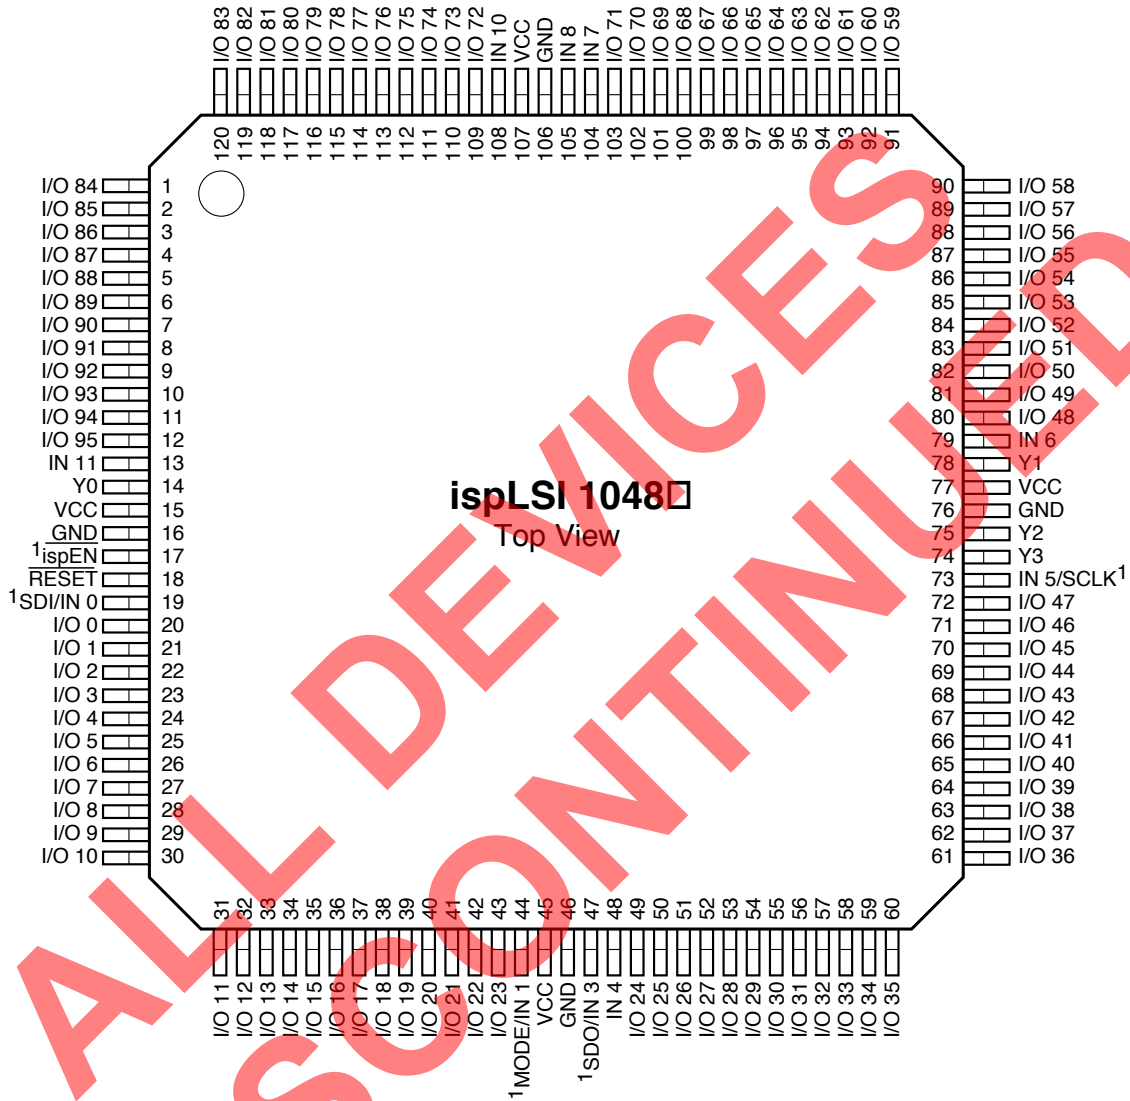 I/O 83
I/O 82
I/O 81
I/O 80
I/O 79
I/O 78
I/O 77
I/O 76
I/O 75
I/O 74
I/O 73
I/O 72
IN 10
VCC
GND
IN 8
IN 7
I/O 71
I/O 70
I/O 69
I/O 68
I/O 67
I/O 66
I/O 65
I/O 64
I/O 63
I/O 62
I/O 61
I/O 60
I/O 59
120
119
118
117
116
115
114
113
112
111
110
109
108
107
106
105
104
103
102
101
100
99
98
97
96
95
94
93
92
91
I/O 84 1
I/O 85 2
I/O 86 3
I/O 87 4
I/O 88 5
I/O 89 6
I/O 90 7
I/O 91 8
I/O 92 9
I/O 93 10
I/O 94 11
I/O 95 12
IN 11 13
Y0 14
VCC 15
GND 16
¹ispEN 17
RESET 18
¹SDI/IN 0 19
I/O 0 20
I/O 1 21
I/O 2 22
I/O 3 23
I/O 4 24
I/O 5 25
I/O 6 26
I/O 7 27
I/O 8 28
I/O 9 29
I/O 10 30
ispLSI 1048□
Top View
90 I/O 58
89 I/O 57
88 I/O 56
87 I/O 55
86 I/O 54
85 I/O 53
84 I/O 52
83 I/O 51
82 I/O 50
81 I/O 49
80 I/O 48
79 IN 6
78 Y1
77 VCC
76 GND
75 Y2
74 Y3
73 IN 5/SCLK¹
72 I/O 47
71 I/O 46
70 I/O 45
69 I/O 44
68 I/O 43
67 I/O 42
66 I/O 41
65 I/O 40
64 I/O 39
63 I/O 38
62 I/O 37
61 I/O 36
31
32
33
34
35
36
37
38
39
40
41
42
43
44
45
46
47
48
49
50
51
52
53
54
55
56
57
58
59
60
I/O 11
I/O 12
I/O 13
I/O 14
I/O 15
I/O 16
I/O 17
I/O 18
I/O 19
I/O 20
I/O 21
I/O 22
I/O 23
¹MODE/IN 1
VCC
GND
¹SDO/IN 3
IN 4
I/O 24
I/O 25
I/O 26
I/O 27
I/O 28
I/O 29
I/O 30
I/O 31
I/O 32
I/O 33
I/O 34
I/O 35
ALL DEVICES
SCONTINUED